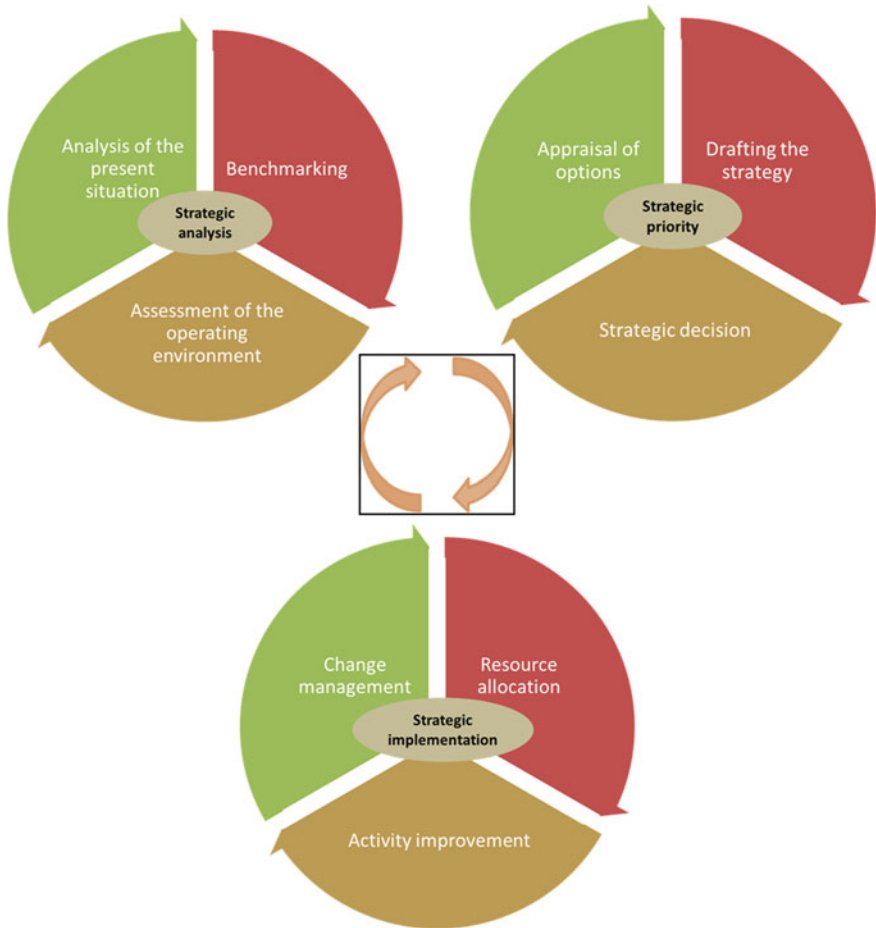 Analysis of the
present
situation
Benchmarking
Strategic
analysis
Assessment of the
operating
environment
Appraisal of
options
Drafting the
strategy
Strategic
priority
Strategic decision
Change
management
Resource
allocation
Strategic
implementation
Activity improvement